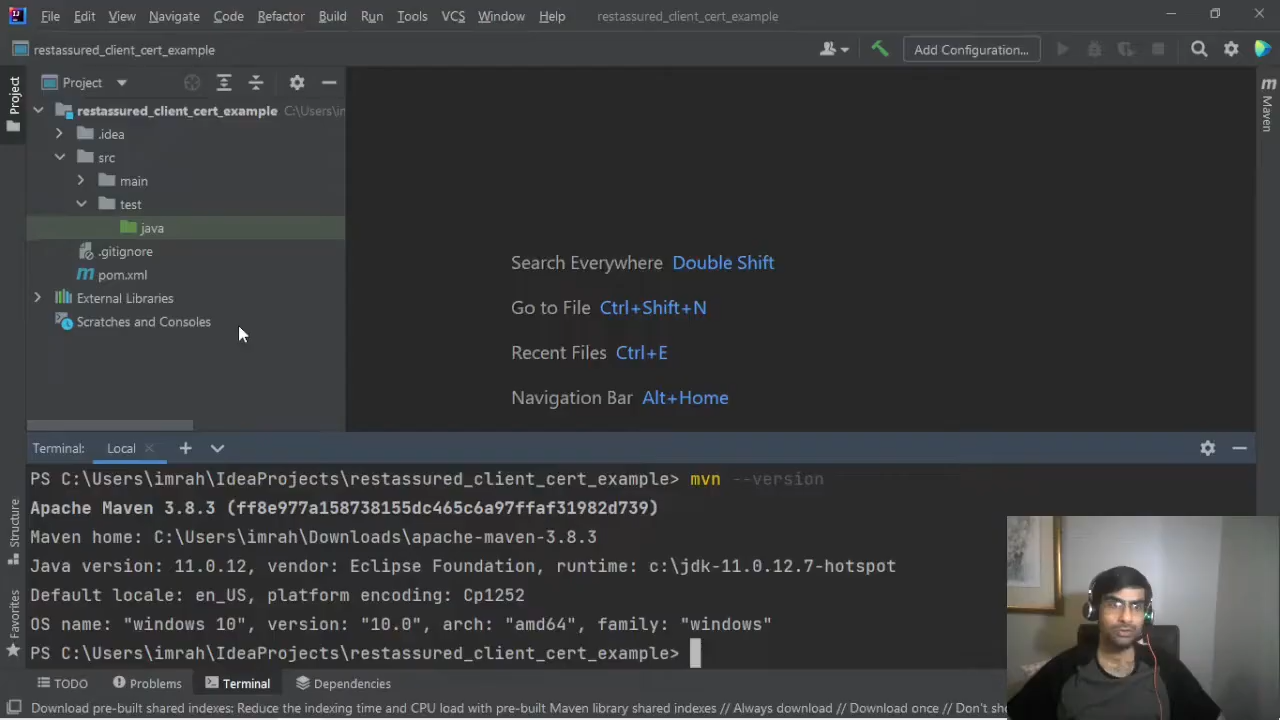 File Edit View Navigate Code Refactor Build Run Tools VCS Window Help restassured_client_cert_example
restassured_client_cert_example Add Configuration...
Project
Project
restassured_client_cert_example C:\Users\in
.idea
src
main
test
java
.gitignore
m pom.xml
External Libraries
Scratches and Consoles
Search Everywhere Double Shift
Go to File Ctrl+Shift+N
Recent Files Ctrl+E
Navigation Bar Alt+Home
m Maven
Terminal: Local
PS C:\Users\imrah\IdeaProjects\restassured_client_cert_example> mvn --version
Apache Maven 3.8.3 (ff8e977a158738155dc465c6a97ffaf31982d739)
Maven home: C:\Users\imrah\Downloads\apache-maven-3.8.3
Java version: 11.0.12, vendor: Eclipse Foundation, runtime: c:\jdk-11.0.12.7-hotspot
Default locale: en_US, platform encoding: Cp1252
OS name: "windows 10", version: "10.0", arch: "amd64", family: "windows"
PS C:\Users\imrah\IdeaProjects\restassured_client_cert_example>
Structure
Favorites
TODO Problems Terminal Dependencies
Download pre-built shared indexes: Reduce the indexing time and CPU load with pre-built Maven library shared indexes // Always download // Download once // Don't sh